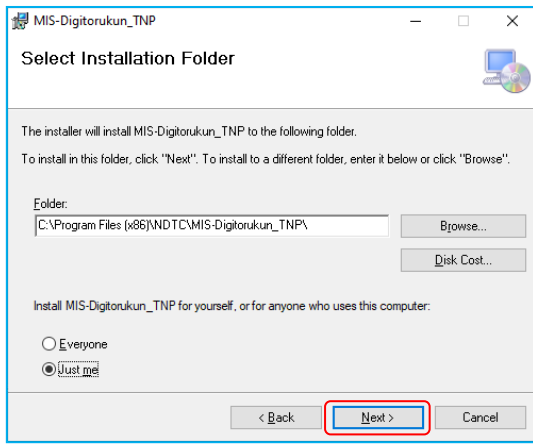 MIS-Digitorukun_TNP
Select Installation Folder
The installer will install MIS-Digitorukun_TNP to the following folder.
To install in this folder, click "Next". To install to a different folder, enter it below or click "Browse".
Folder:
C:\Program Files (x86)\NDTC\MIS-Digitorukun_TNP\
Browse...
Disk Cost...
Install MIS-Digitorukun_TNP for yourself, or for anyone who uses this computer:
Everyone
Just me
< Back Next > Cancel